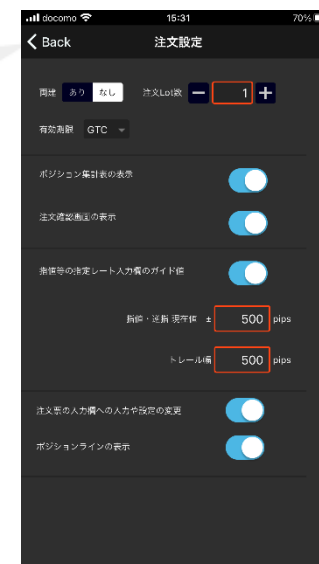 docomo 15:31 70%
Back 注文設定
両建 あり なし 注文Lot数 1
有効期限 GTC
ポジション集計表の表示
注文確認画面の表示
指値等の指定レート入力欄のガイド値
指値・逆指 現在値 ± 500 pips
トレール幅 500 pips
注文票の入力欄への入力や設定の変更
ポジションラインの表示